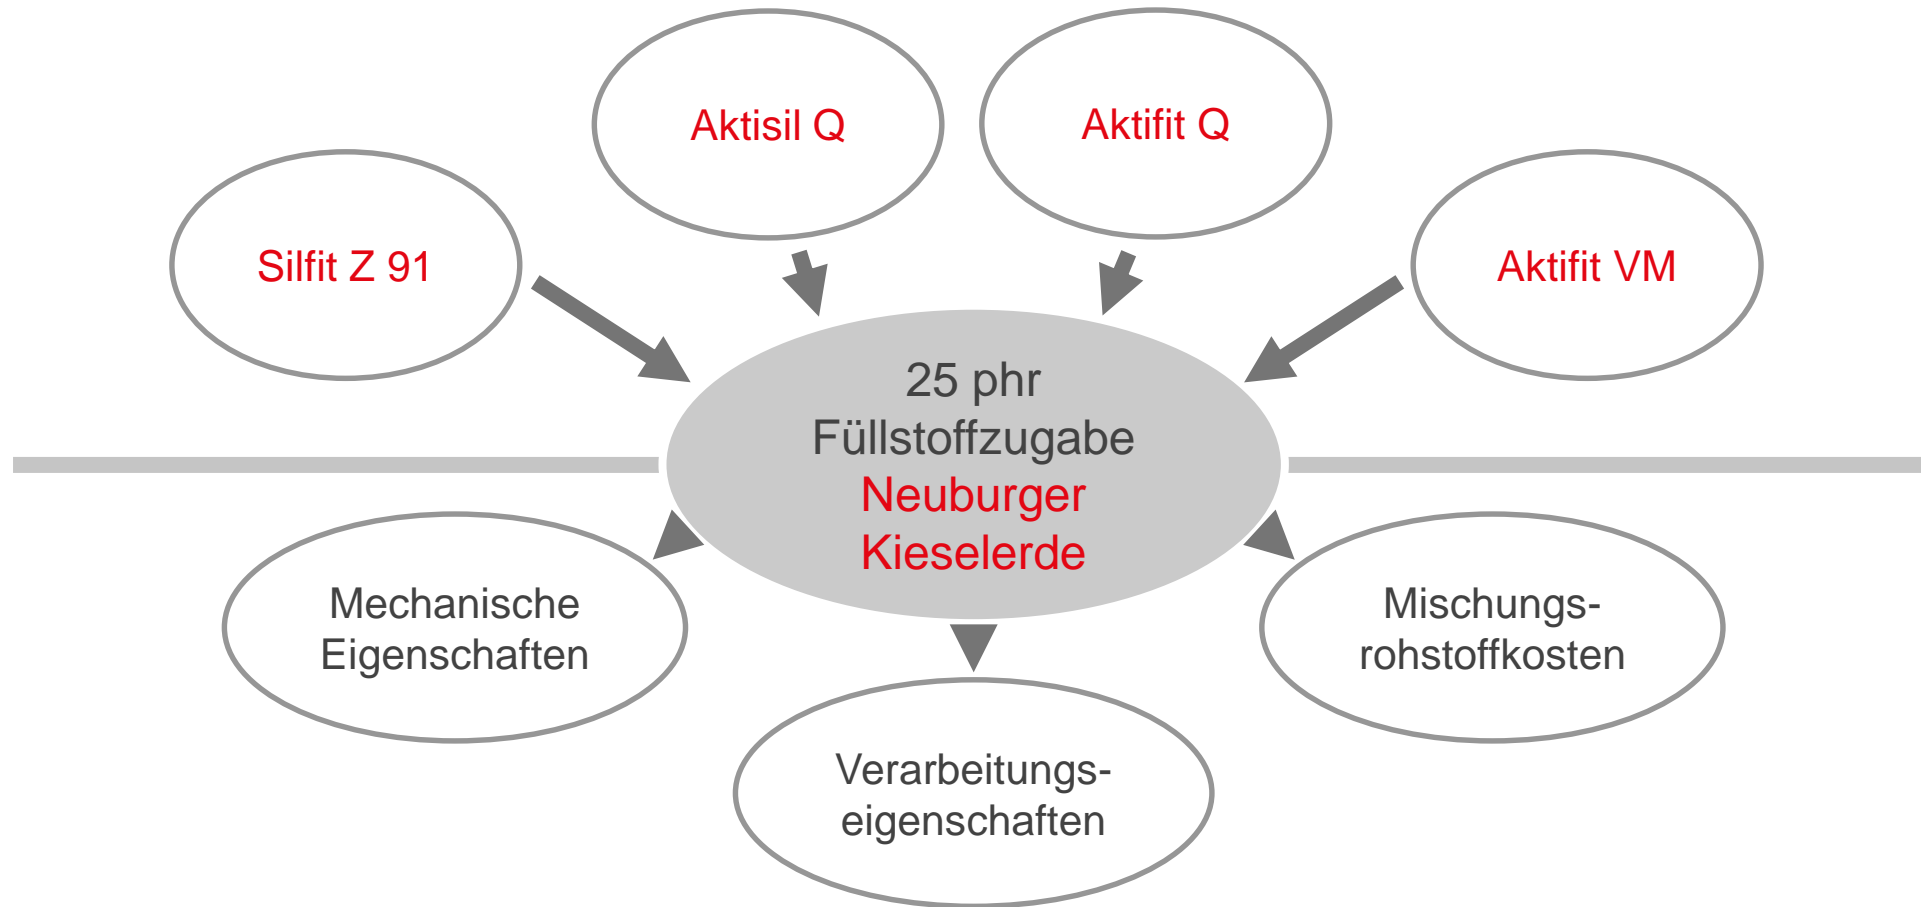 Aktisil Q
Aktifit Q
Silfit Z 91
Aktifit VM
25 phr
Füllstoffzugabe
Neuburger
Kieselerde
Mechanische
Eigenschaften
Mischungs-
rohstoffkosten
Verarbeitungs-
eigenschaften